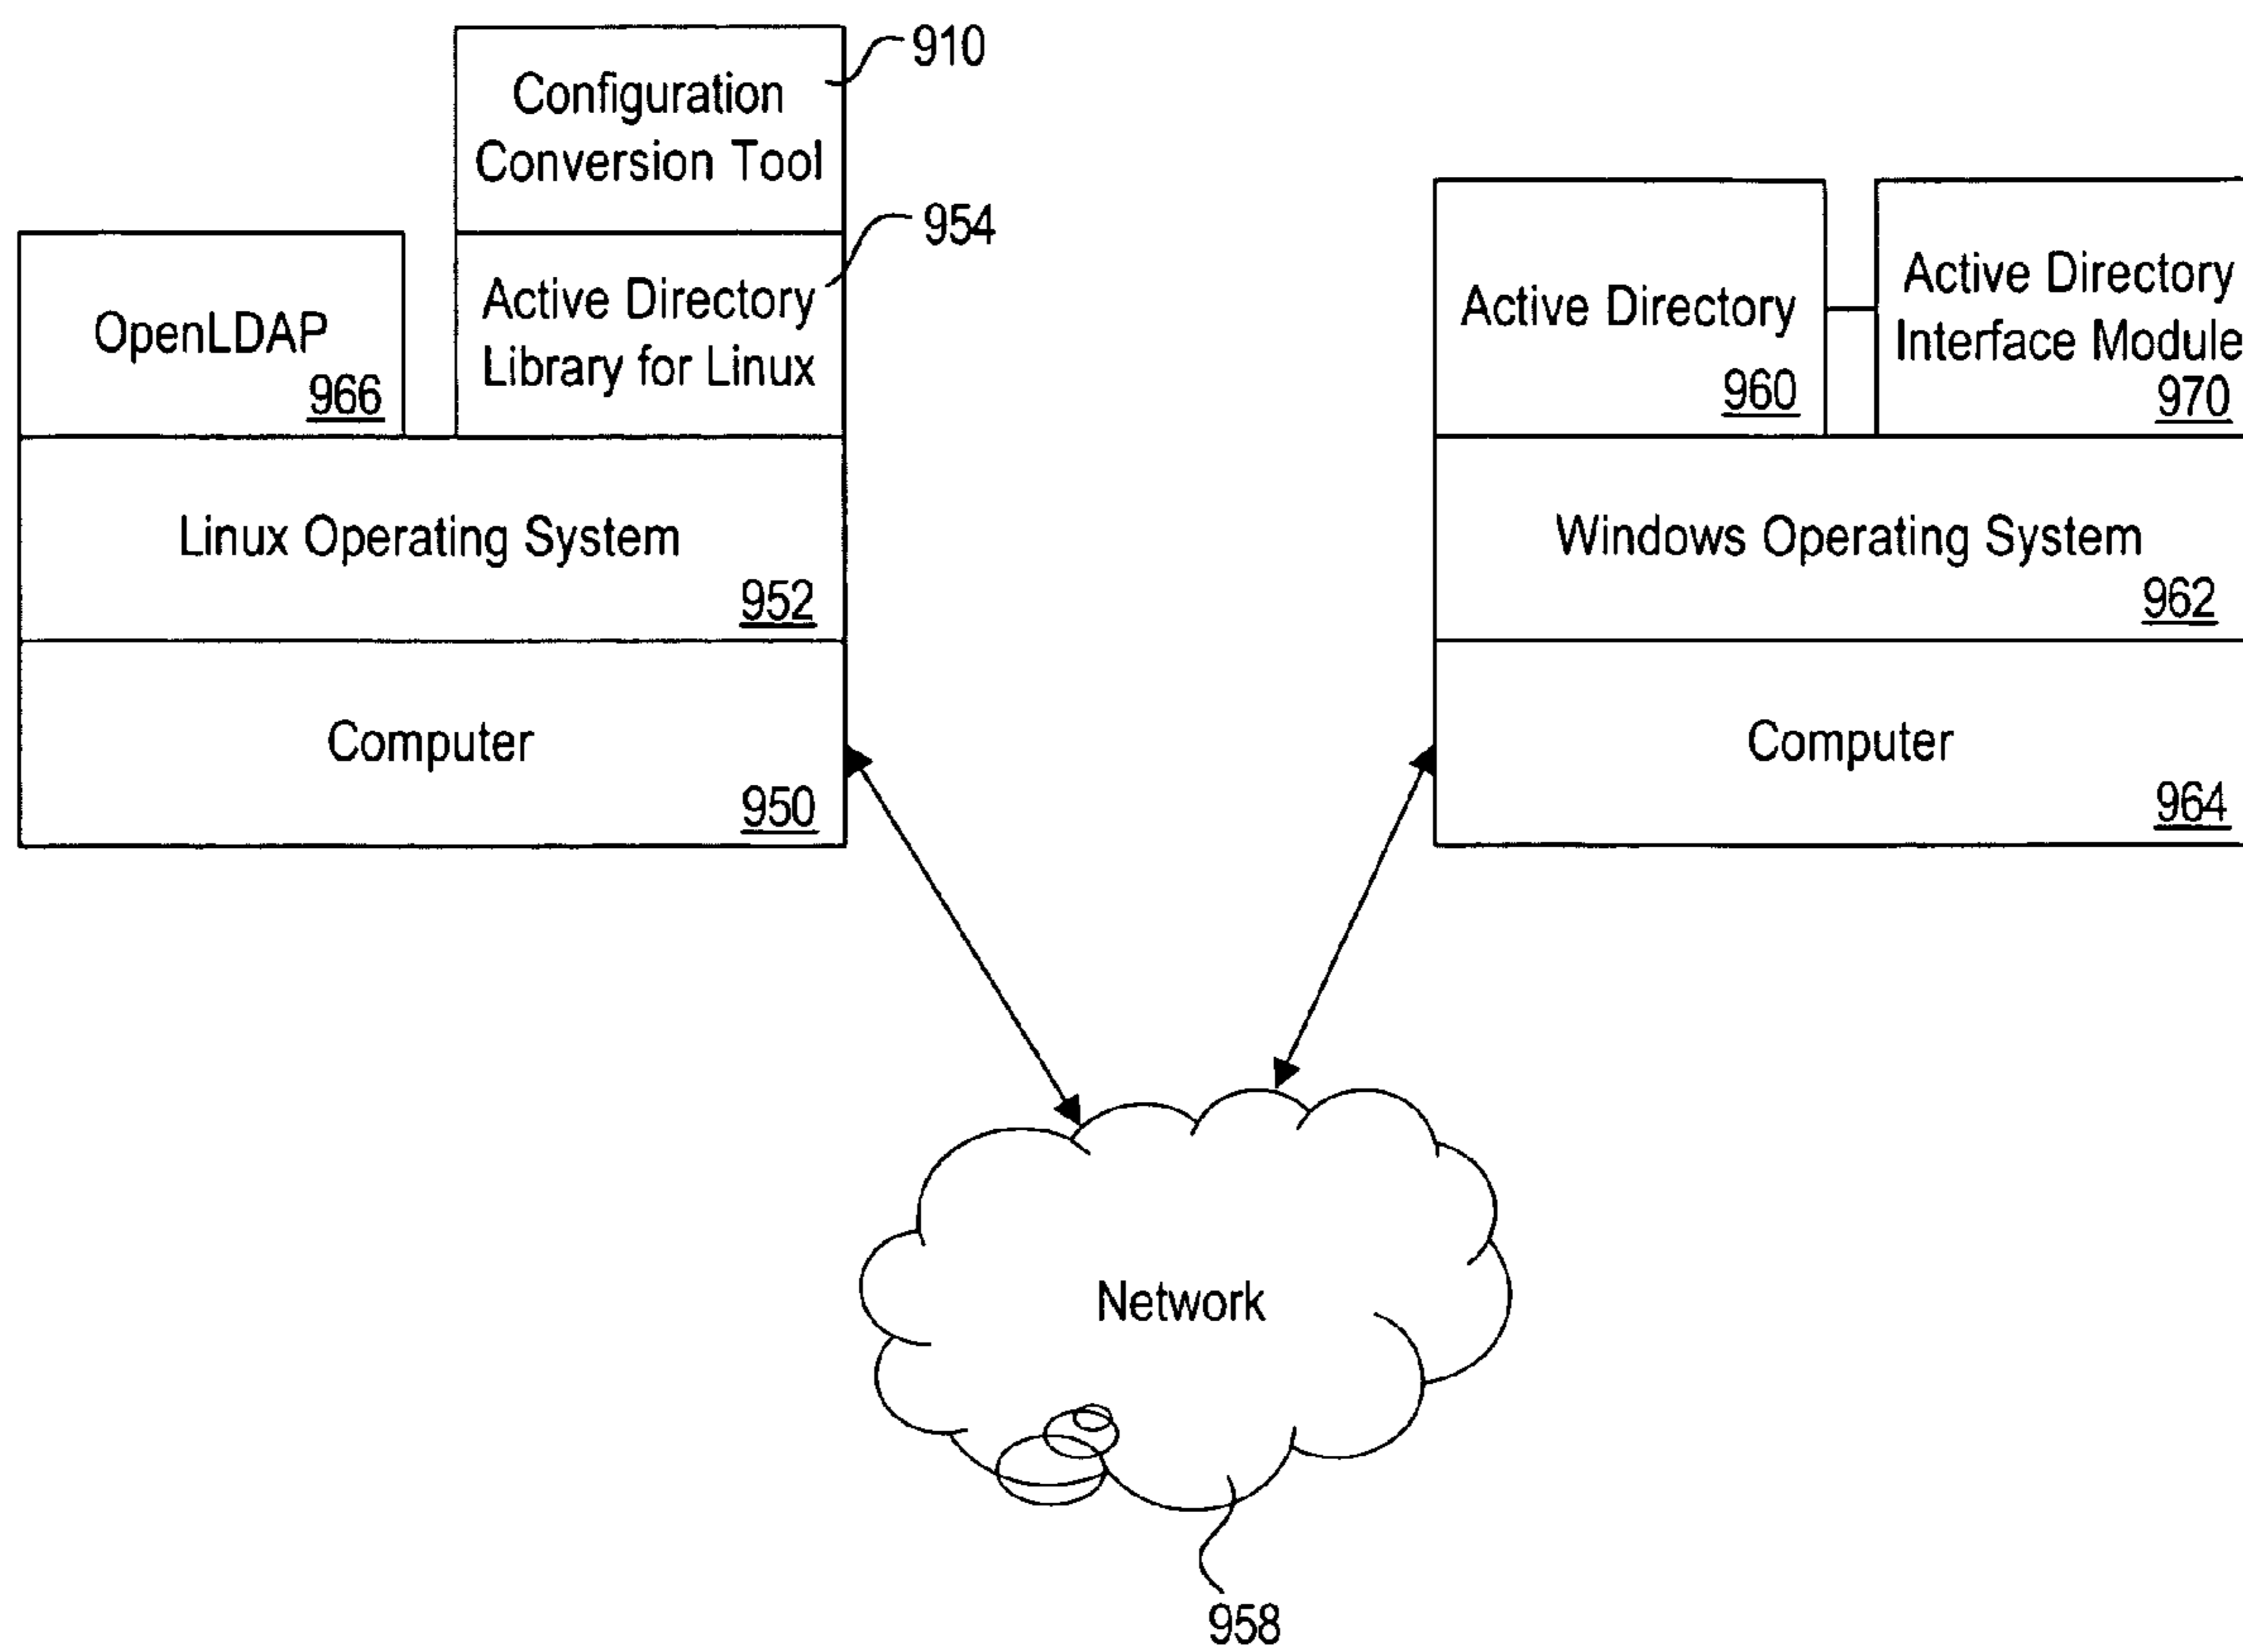 910
Configuration
Conversion Tool
954
Active Directory
Library for Linux
OpenLDAP
966
Linux Operating System
952
Computer
950
Active Directory
960
Active Directory
Interface Module
970
Windows Operating System
962
Computer
964
Network
958